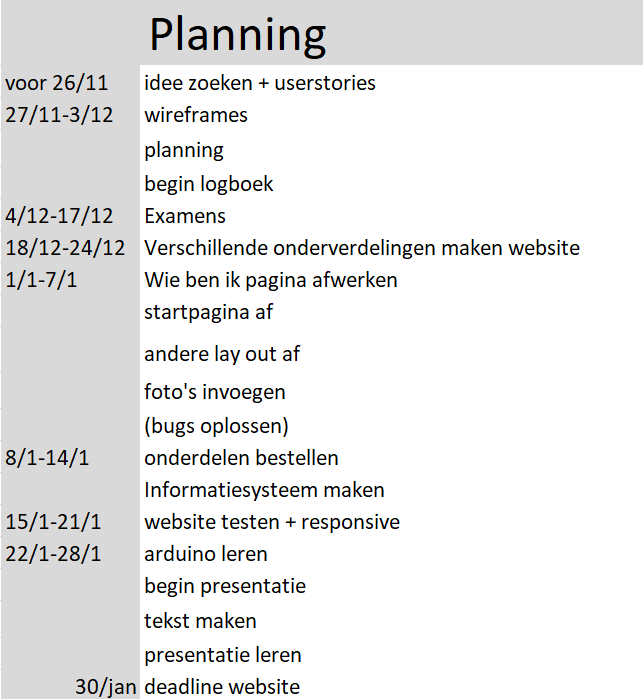 Planning
voor 26/11 idee zoeken + userstories
27/11-3/12 wireframes
planning
begin logboek
4/12-17/12 Examens
18/12-24/12 Verschillende onderverdelingen maken website
1/1-7/1 Wie ben ik pagina afwerken
startpagina af
andere lay out af
foto's invoegen
(bugs oplossen)
8/1-14/1 onderdelen bestellen
Informatiesysteem maken
15/1-21/1 website testen + responsive
22/1-28/1 arduino leren
begin presentatie
tekst maken
presentatie leren
30/jan deadline website